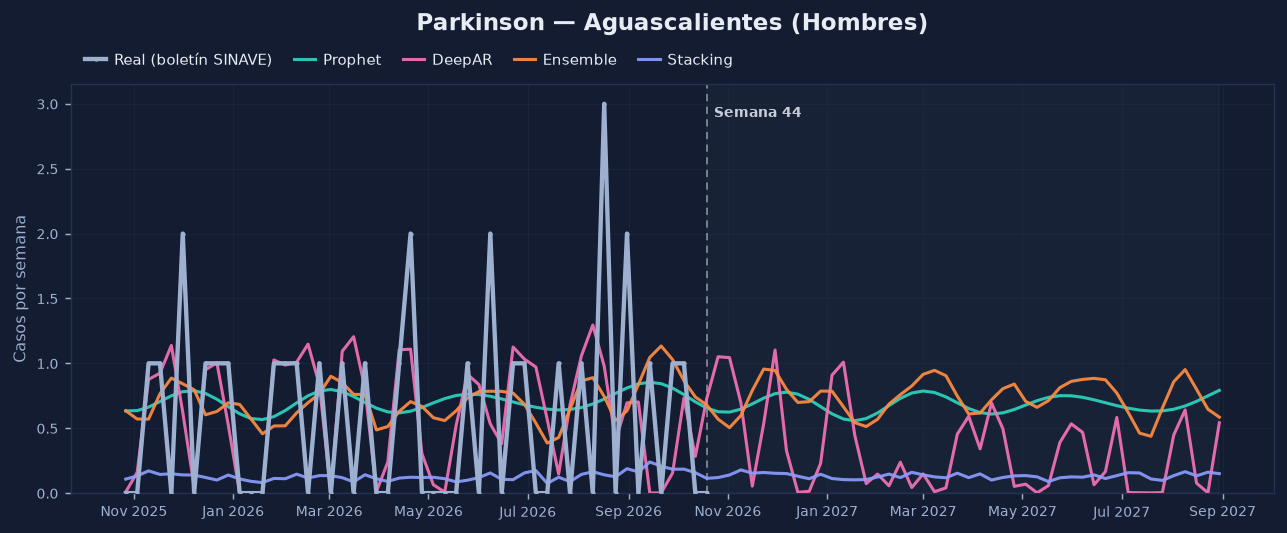 Parkinson — Aguascalientes (Hombres)
Real (boletín SINAVE) Prophet DeepAR Ensemble Stacking
Semana 44
Casos por semana
3.0
2.5
2.0
1.5
1.0
0.5
0.0
Nov 2025 Jan 2026 Mar 2026 May 2026 Jul 2026 Sep 2026 Nov 2026 Jan 2027 Mar 2027 May 2027 Jul 2027 Sep 2027